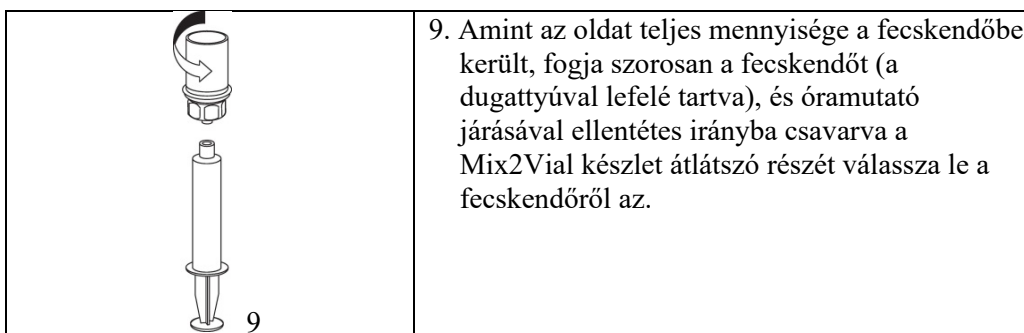 9. Amint az oldat teljes mennyisége a fecskendőbe
került, fogja szorosan a fecskendőt (a
dugattyúval lefelé tartva), és óramutató
járásával ellentétes irányba csavarva a
Mix2Vial készlet átlátszó részét válassza le a
fecskendőről az.
9